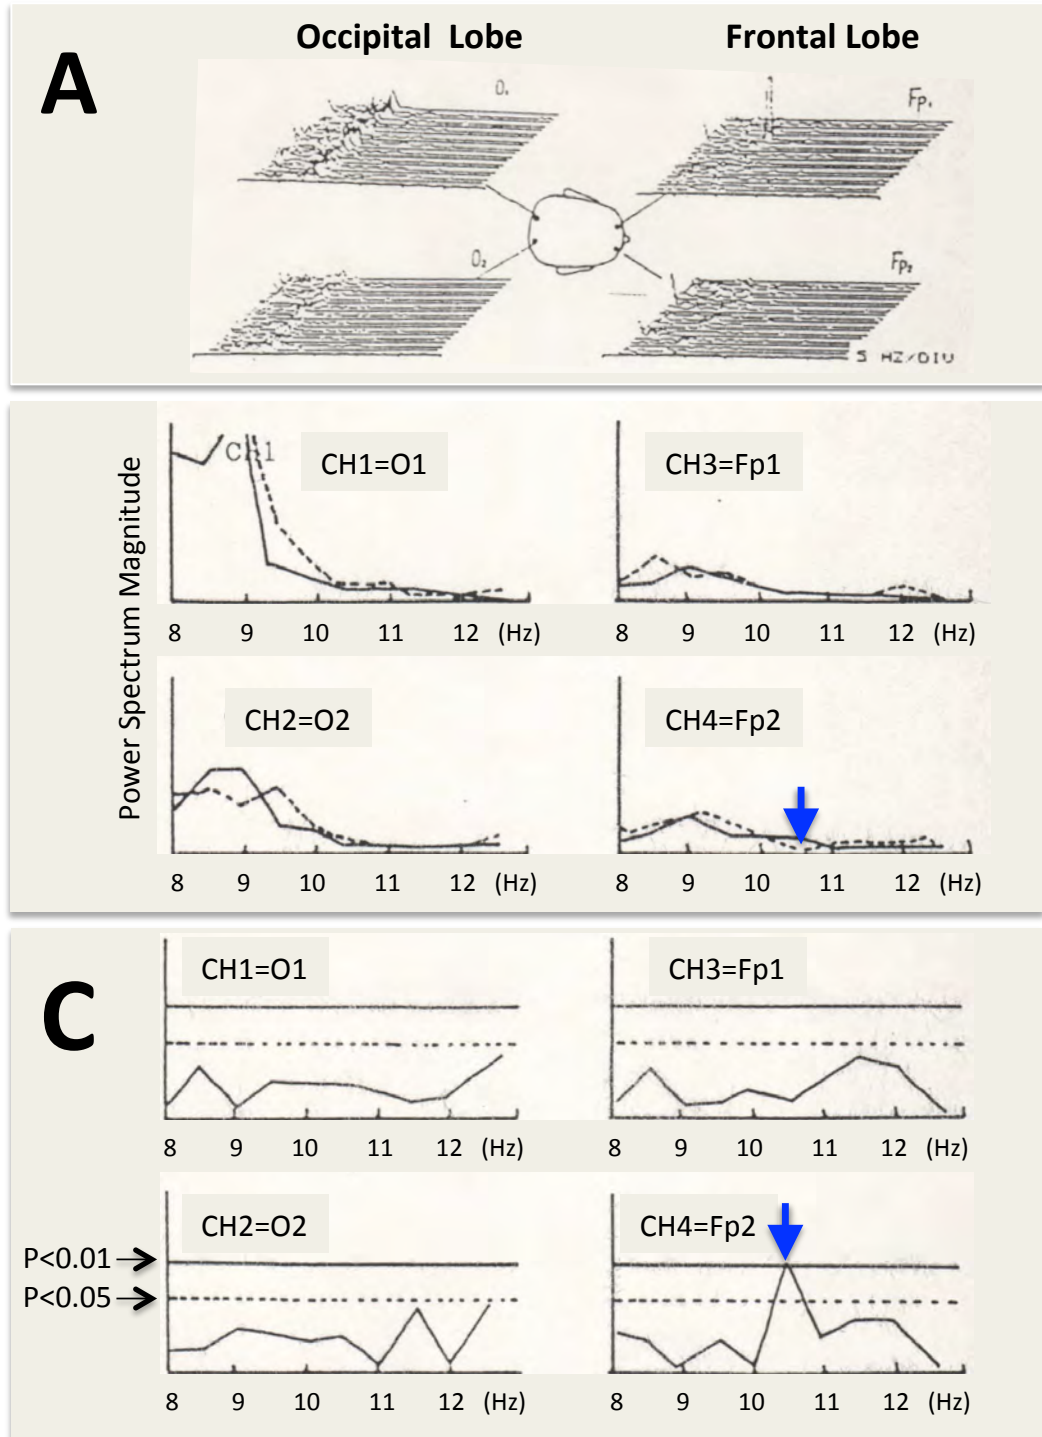 A
Occipital Lobe
Frontal Lobe
O₁
Fp₁
O₂
Fp₂
5 HZ/DIV
Power Spectrum Magnitude
CH1
CH1=O1
8 9 10 11 12 (Hz)
CH3=Fp1
8 9 10 11 12 (Hz)
CH2=O2
8 9 10 11 12 (Hz)
CH4=Fp2
8 9 10 11 12 (Hz)
C
CH1=O1
8 9 10 11 12 (Hz)
CH3=Fp1
8 9 10 11 12 (Hz)
P<0.01
P<0.05
CH2=O2
8 9 10 11 12 (Hz)
CH4=Fp2
8 9 10 11 12 (Hz)